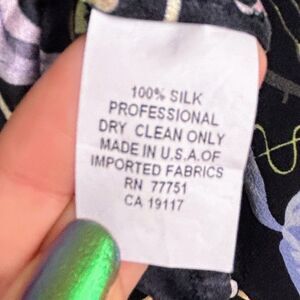 100% SILK
PROFESSIONAL
DRY CLEAN ONLY
MADE IN U.S.A.OF
IMPORTED FABRICS
RN 77751
CA 19117